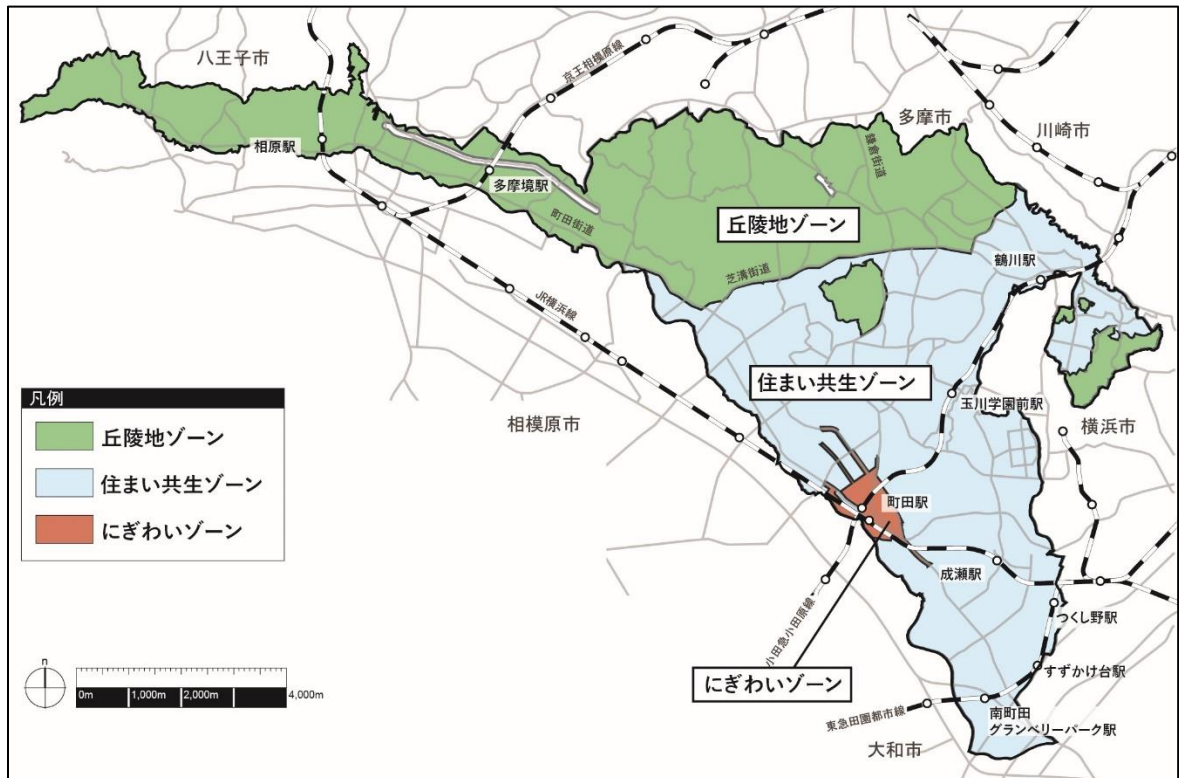 八王子市
京王相模原線
多摩市
鎌倉街道
川崎市
相原駅
多摩境駅
町田街道
丘陵地ゾーン
芝溝街道
鶴川駅
JR横浜線
住まい共生ゾーン
玉川学園前駅
横浜市
相模原市
凡例
丘陵地ゾーン
住まい共生ゾーン
にぎわいゾーン
町田駅
成瀬駅
つくし野駅
小田急小田原線
すずかけ台駅
にぎわいゾーン
東急田園都市線
南町田
グランベリーパーク駅
大和市
n
0m 1,000m 2,000m 4,000m